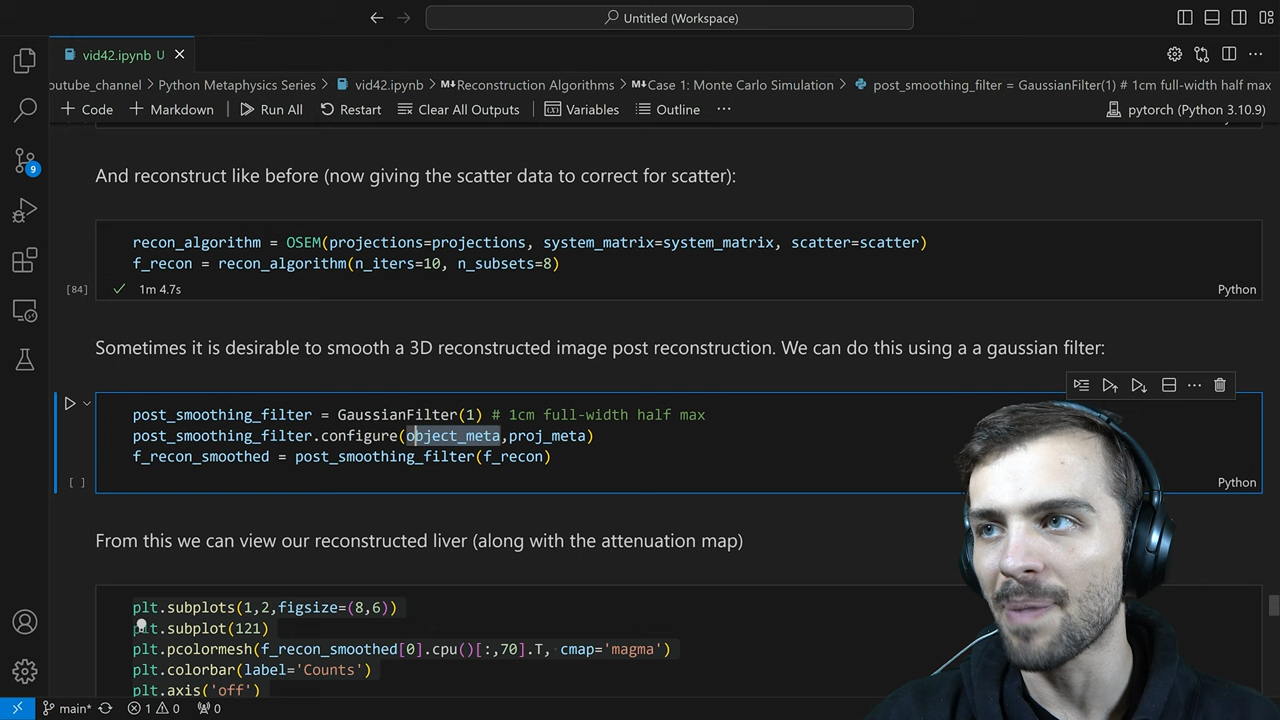 Untitled (Workspace)
vid42.ipynb U
outube_channel > Python Metaphysics Series > vid42.ipynb > Reconstruction Algorithms > Case 1: Monte Carlo Simulation > post_smoothing_filter = GaussianFilter(1) # 1cm full-width half max
+ Code + Markdown Run All Restart Clear All Outputs Variables Outline ... pytorch (Python 3.10.9)
And reconstruct like before (now giving the scatter data to correct for scatter):
recon_algorithm = OSEM(projections=projections, system_matrix=system_matrix, scatter=scatter)
f_recon = recon_algorithm(n_iters=10, n_subsets=8)
[84] 1m 4.7s Python
Sometimes it is desirable to smooth a 3D reconstructed image post reconstruction. We can do this using a a gaussian filter:
post_smoothing_filter = GaussianFilter(1) # 1cm full-width half max
post_smoothing_filter.configure(object_meta,proj_meta)
f_recon_smoothed = post_smoothing_filter(f_recon)
[ ] Python
From this we can view our reconstructed liver (along with the attenuation map)
plt.subplots(1,2,figsize=(8,6))
plt.subplot(121)
plt.pcolormesh(f_recon_smoothed[0].cpu()[:,70].T, cmap='magma')
plt.colorbar(label='Counts')
plt.axis('off')
9
main* 1 0 0